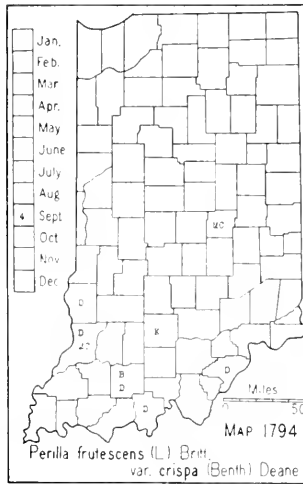 Jan.
Feb.
Mar
Apr.
May
June
July
Aug
4 Sept
Oct
Nov
Dec
MC
D
D
K
B
D
D
D
Miles
50
MAP 1794
Perilla frutescens (L) Britt.
var. crispa (Benth) Deane